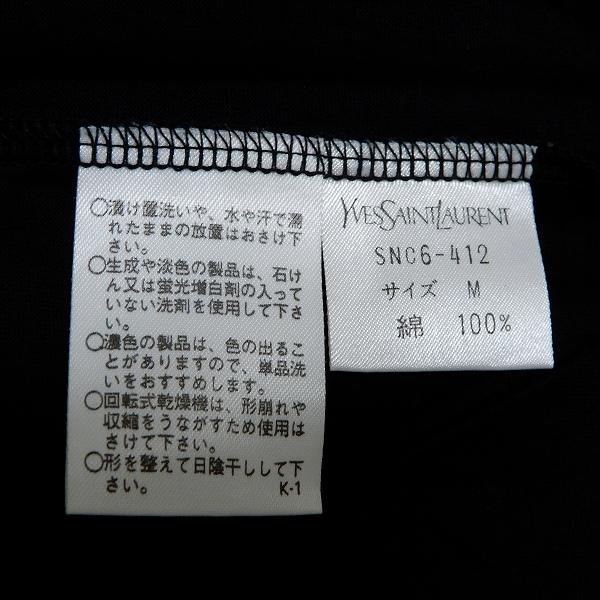 ○漬け置洗いや、水や汗で濡
れたままの放置はおさけ下
さい。
○生成や淡色の製品は、石け
ん又は蛍光増白剤の入って
いない洗剤を使用して下さ
い。
○濃色の製品は、色の出るこ
とがありますので、単品洗
いをおすすめします。
○回転式乾燥機は、形崩れや
収縮をうながすため使用は
さけて下さい。
○形を整えて日陰干しして下
さい。 K-1
YVESSAINTLAURENT
SNC6-412
サイズ M
綿 100%